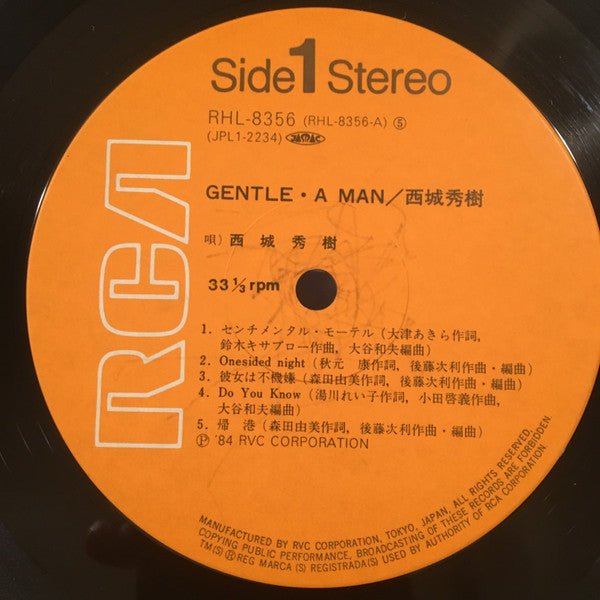 Side 1 Stereo
RHL-8356 (RHL-8356-A) ⑤
(JPL1-2234) JASRAC
RCA
GENTLE・A MAN／西城秀樹
唄）西城秀樹
33 1/3 rpm
1. センチメンタル・モーテル（大津あきら作詞,
鈴木キサブロー作曲, 大谷和夫編曲）
2. Onesided night（秋元 康作詞, 後藤次利作曲・編曲）
3. 彼女は不機嫌（森田由美作詞, 後藤次利作曲・編曲）
4. Do You Know（湯川れい子作詞, 小田啓義作曲,
大谷和夫編曲）
5. 帰 港（森田由美作詞, 後藤次利作曲・編曲）
Ⓟ '84 RVC CORPORATION
MANUFACTURED BY RVC CORPORATION, TOKYO, JAPAN, ALL RIGHTS RESERVED,
COPYING PUBLIC PERFORMANCE, BROADCASTING OF THESE RECORDS ARE FORBIDDEN
TM(S) ® REG MARCA (S) REGISTRADA(S) USED BY AUTHORITY OF RCA CORPORATION.